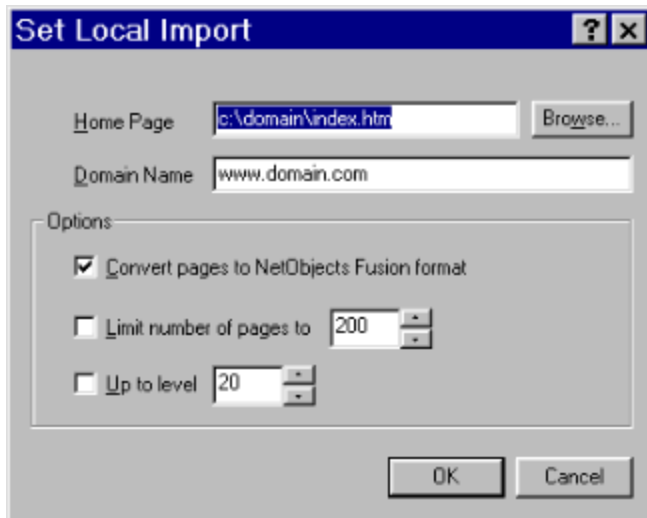 Set Local Import
Home Page c:\domain\index.htm Browse...
Domain Name www.domain.com
Options
Convert pages to NetObjects Fusion format
Limit number of pages to 200
Up to level 20
OK Cancel